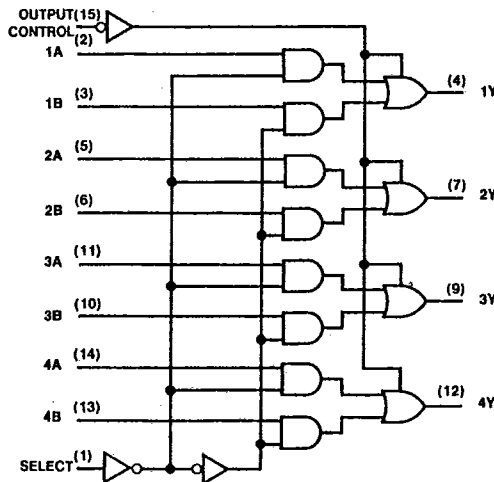 OUTPUT (15)
CONTROL
(2)
1A
(4)
1Y
(3)
1B
(5)
2A
(7)
2Y
(6)
2B
(11)
3A
(9)
3Y
(10)
3B
(14)
4A
(12)
4Y
(13)
4B
SELECT (1)